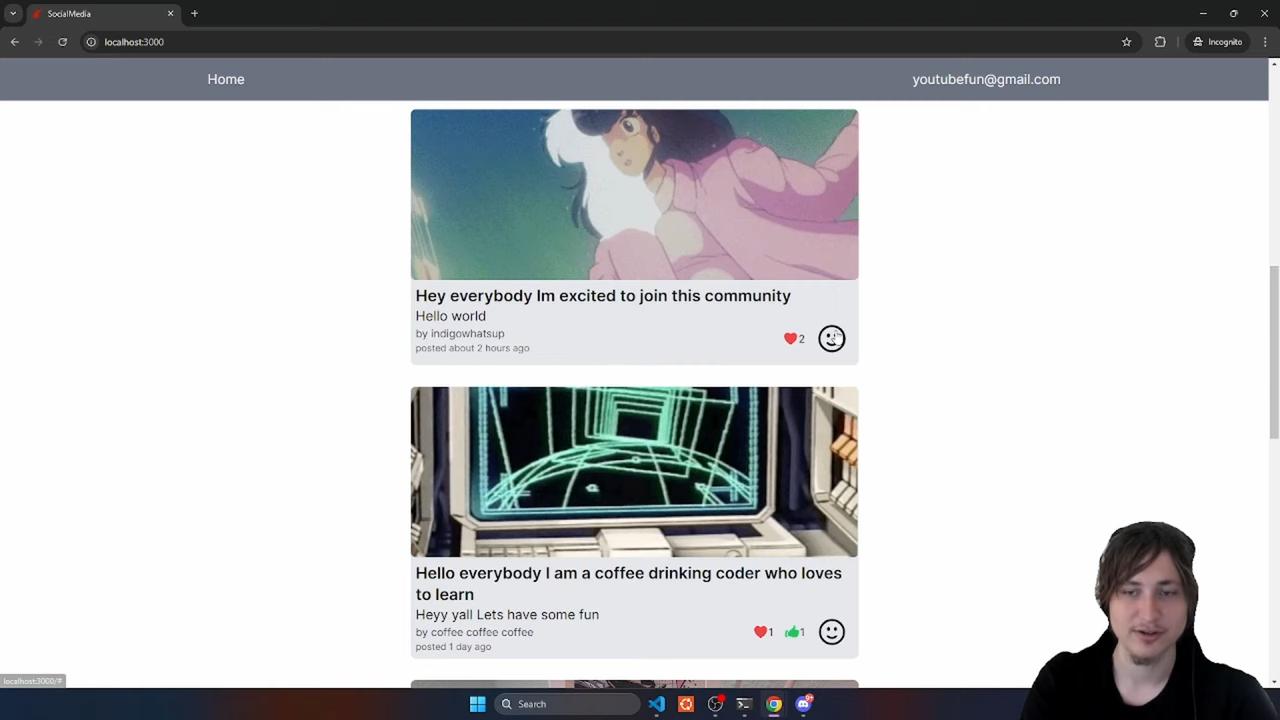 SocialMedia
localhost:3000
Incognito
Home
youtubefun@gmail.com
Hey everybody Im excited to join this community
Hello world
by indigowhatsup
posted about 2 hours ago
2
Hello everybody I am a coffee drinking coder who loves
to learn
Heyy yall Lets have some fun
by coffee coffee coffee
posted 1 day ago
1
1
localhost:3000/#
Search